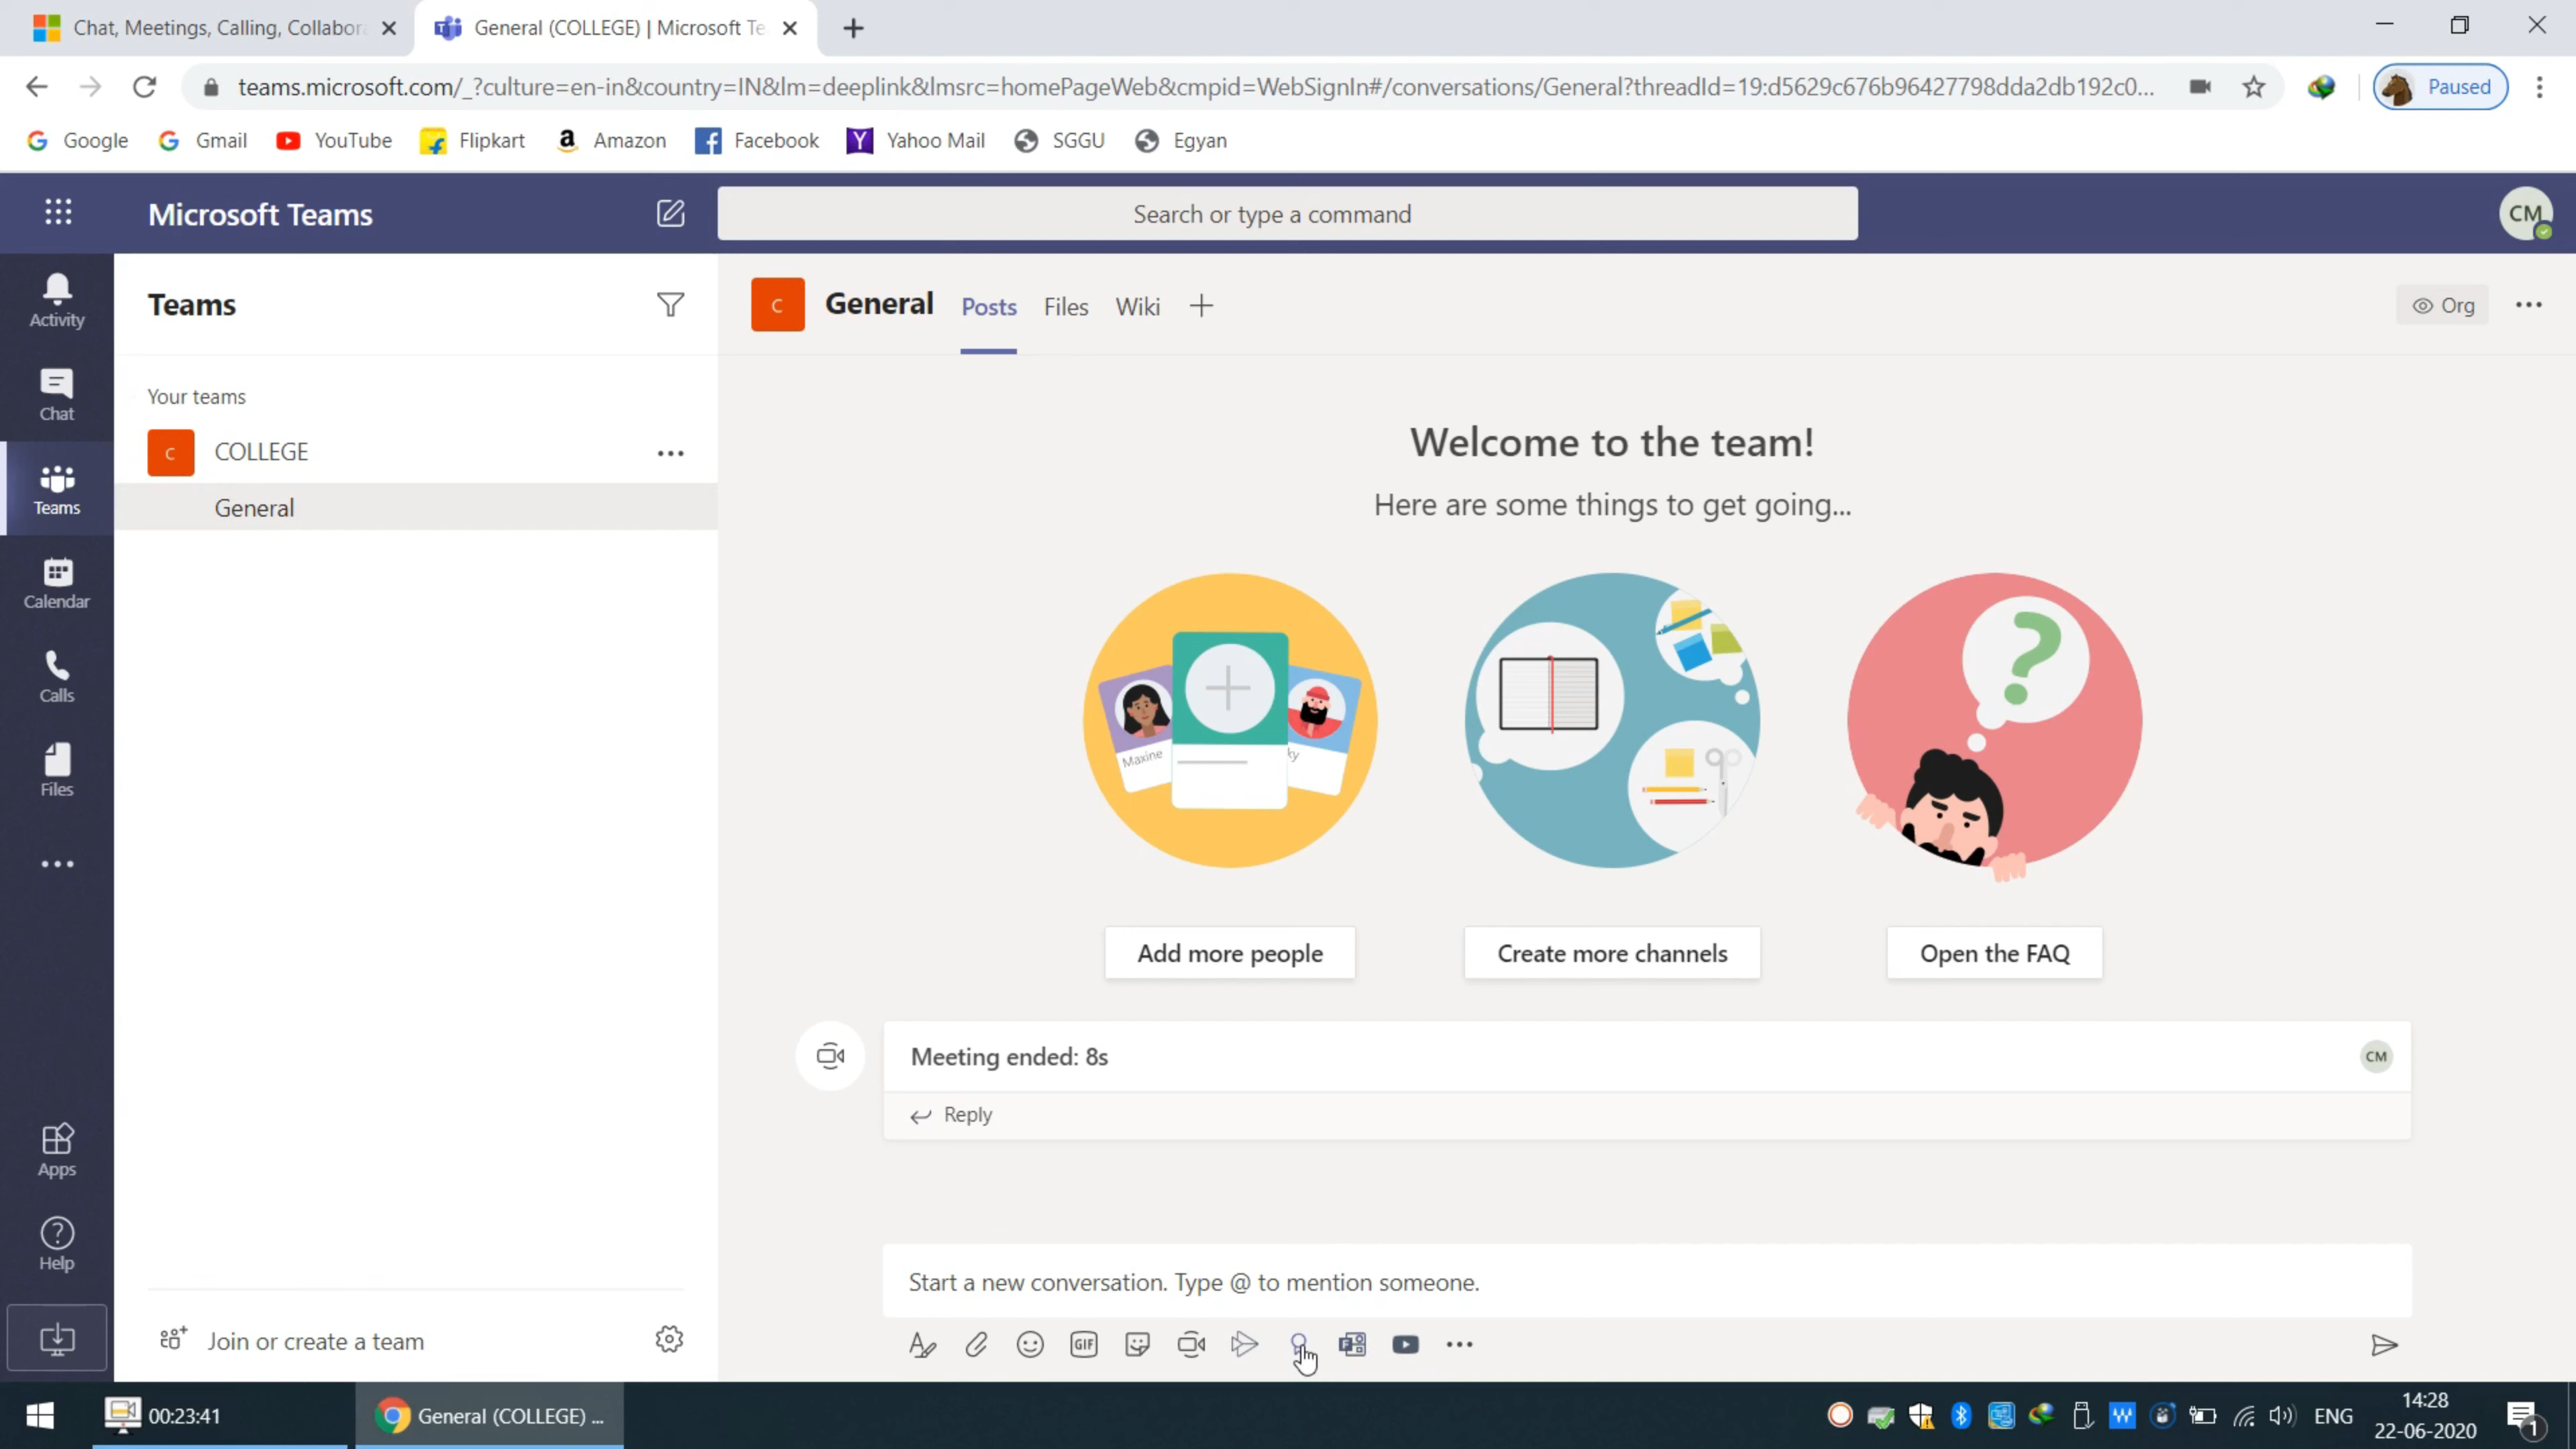 Chat, Meetings, Calling, Collabora
General (COLLEGE) | Microsoft Te
teams.microsoft.com/_?culture=en-in&country=IN&lm=deeplink&lmsrc=homePageWeb&cmpid=WebSignIn#/conversations/General?threadId=19:d5629c676b96427798dda2db192c0...
Paused
Google Gmail YouTube Flipkart Amazon Facebook Yahoo Mail SGGU Egyan
Microsoft Teams
Search or type a command
CM
Activity
Chat
Teams
Calendar
Calls
Files
Apps
Help
Teams
Your teams
C COLLEGE
General
Join or create a team
C General Posts Files Wiki
Org
Welcome to the team!
Here are some things to get going...
Maxine
ky
Add more people
Create more channels
Open the FAQ
Meeting ended: 8s
CM
Reply
Start a new conversation. Type @ to mention someone.
GIF
00:23:41
General (COLLEGE) ...
ENG
14:28
22-06-2020
1